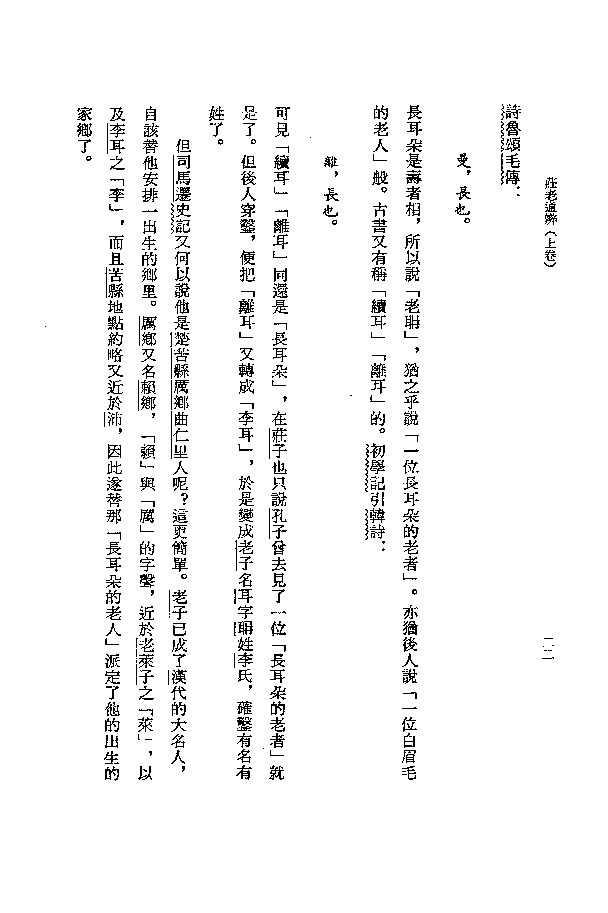 莊老通辨（上卷）
二二
詩魯頌毛傳：
曼，長也。
長耳朵是壽者相，所以說「老聃」，猶之乎說「一位長耳朵的老者」。亦猶後人說「一位白眉毛
的老人」般。古書又有稱「續耳」「離耳」的。初學記引韓詩：
離，長也。
可見「續耳」「離耳」同還是「長耳朵」，在莊子也只說孔子曾去見了一位「長耳朵的老者」就
是了。但後人穿鑿，便把「離耳」又轉成「李耳」，於是變成老子名耳字聃姓李氏，確鑿有名有
姓了。
但司馬遷史記又何以說他是楚苦縣厲鄉曲仁里人呢？這更簡單。老子已成了漢代的大名人，
自該替他安排一出生的鄉里。厲鄉又名賴鄉，「賴」與「厲」的字聲，近於老萊子之「萊」，以
及李耳之「李」，而且苦縣地點約略又近於沛，因此遂替那「長耳朵的老人」派定了他的出生的
家鄉了。